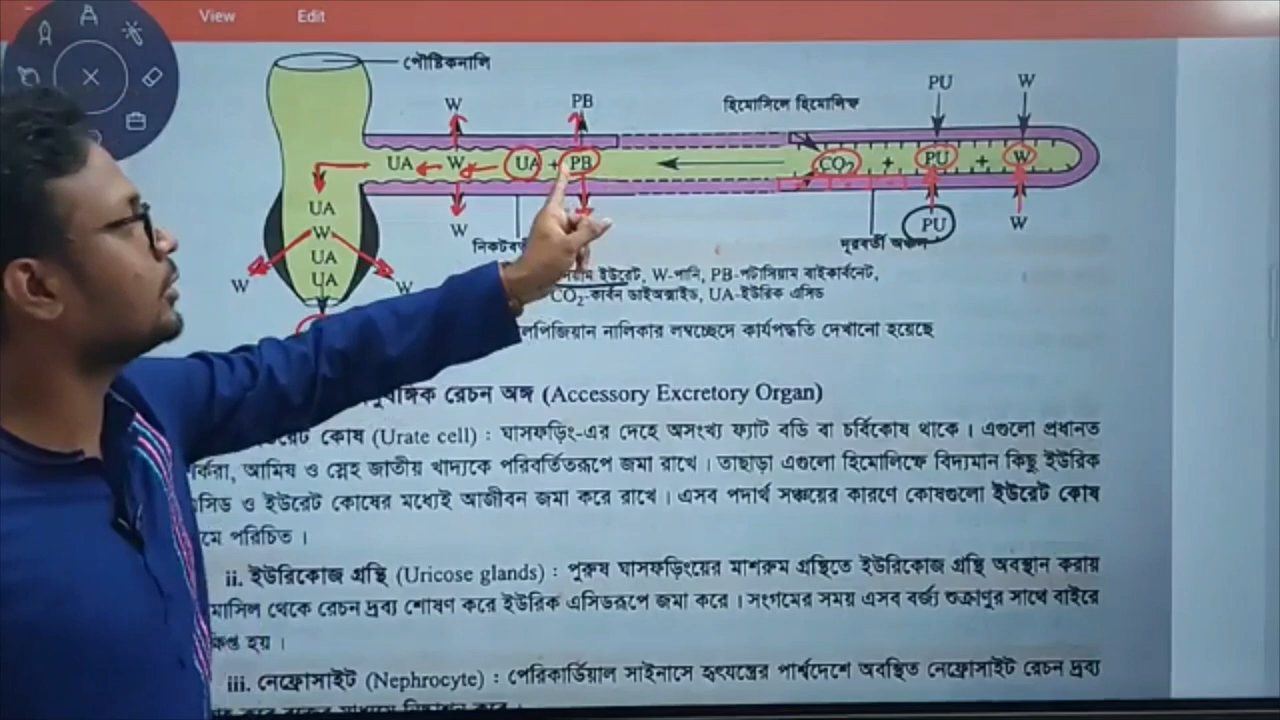 View Edit
পৌষ্টিকনালি
W PB হিমোসিলে হিমোলিম্ফ PU W
UA W UA + PB CO2 + PU + W
UA
W
UA
UA
W W
W PU W
দূরবর্তী অঞ্চল
ইউরেট, W-পানি, PB-পটাসিয়াম বাইকার্বনেট,
CO2-কার্বন ডাইঅক্সাইড, UA-ইউরিক এসিড
নালিকার লম্বচ্ছেদে কার্যপদ্ধতি দেখানো হয়েছে
রেচন অঙ্গ (Accessory Excretory Organ)
কোষ (Urate cell) : ঘাসফড়িং-এর দেহে অসংখ্য ফ্যাট বডি বা চর্বিকোষ থাকে । এগুলো প্রধানত
আমিষ ও স্নেহ জাতীয় খাদ্যকে পরিবর্তিতরূপে জমা রাখে । তাছাড়া এগুলো হিমোলিম্ফে বিদ্যমান কিছু ইউরিক
ও ইউরেট কোষের মধ্যেই আজীবন জমা করে রাখে । এসব পদার্থ সঞ্চয়ের কারণে কোষগুলো ইউরেট কোষ
পরিচিত ।
ii. ইউরিকোজ গ্রন্থি (Uricose glands) : পুরুষ ঘাসফড়িংয়ের মাশরুম গ্রন্থিতে ইউরিকোজ গ্রন্থি অবস্থান করায়
থেকে রেচন দ্রব্য শোষণ করে ইউরিক এসিডরূপে জমা করে । সংগমের সময় এসব বর্জ্য শুক্রাণুর সাথে বাইরে
হয় ।
iii. নেফ্রোসাইট (Nephrocyte) : পেরিকার্ডিয়াল সাইনাসে হৃৎযন্ত্রের পার্শ্বদেশে অবস্থিত নেফ্রোসাইট রেচন দ্রব্য